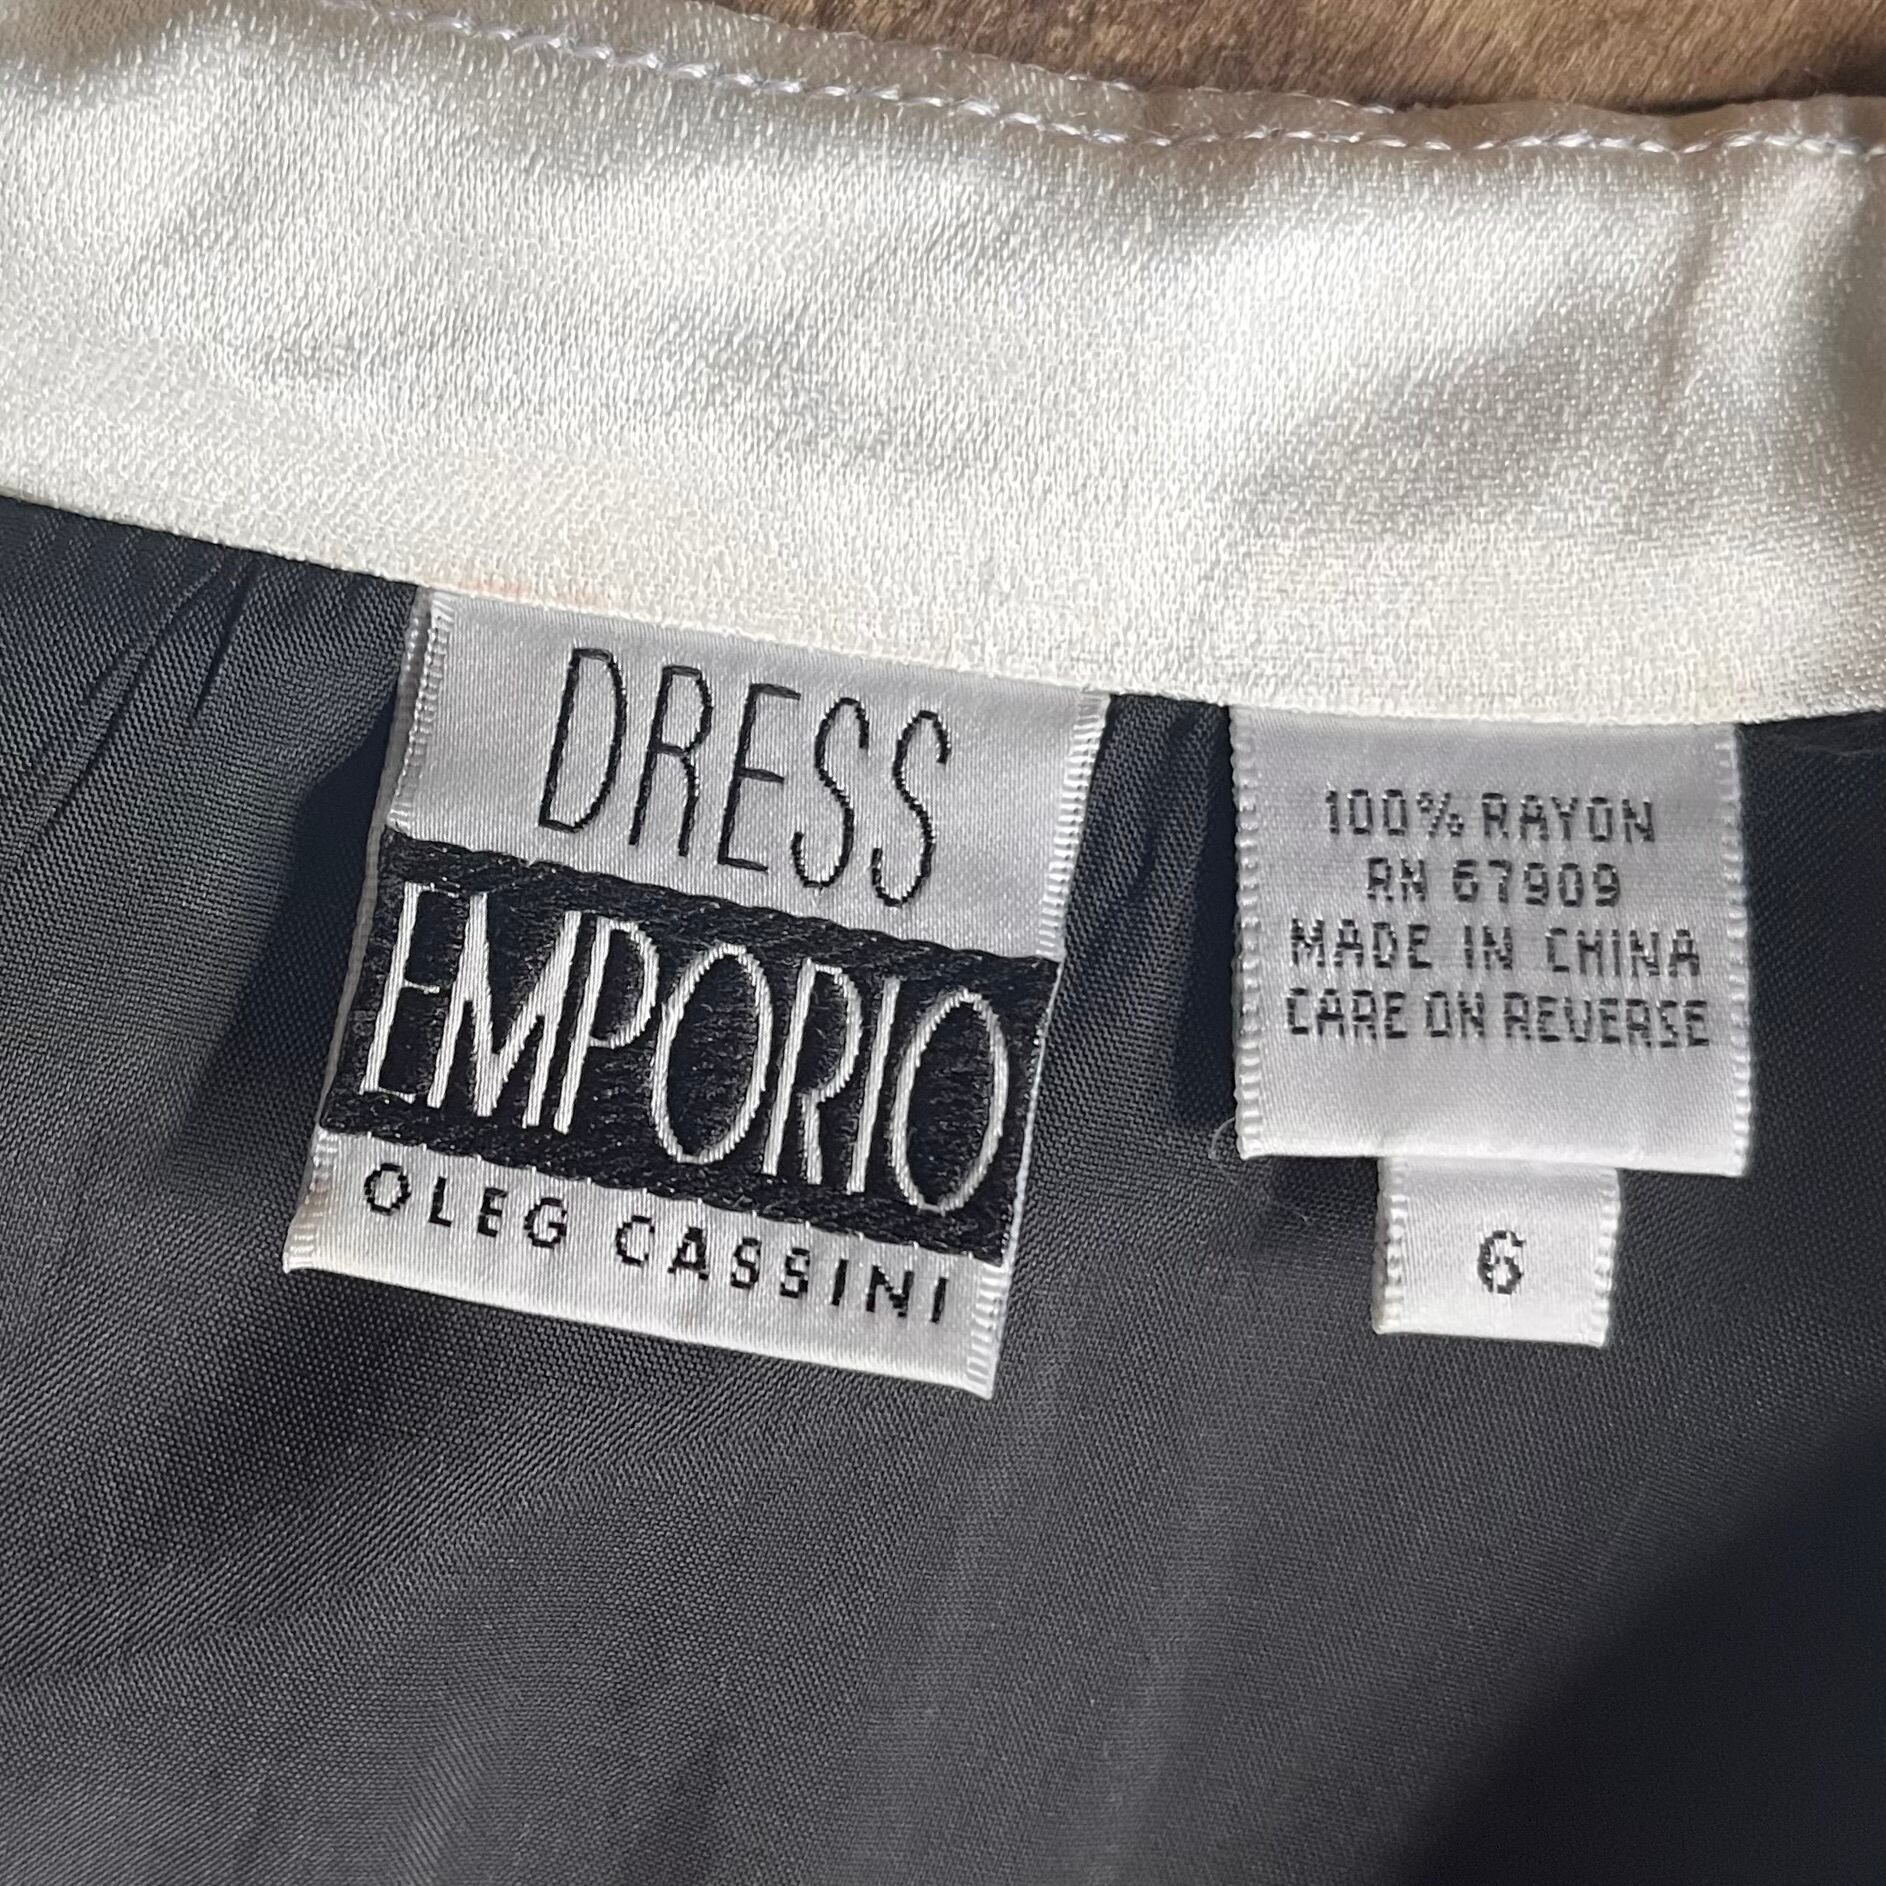 DRESS
EMPORIO
OLEG CASSINI
100% RAYON
RN 67909
MADE IN CHINA
CARE ON REVERSE
6